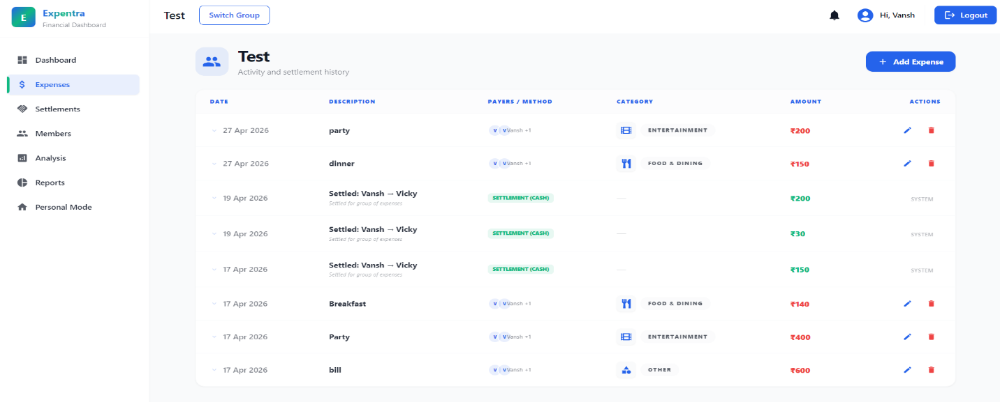 E
Expentra
Financial Dashboard
Test
Switch Group
Hi, Vansh
Logout
Dashboard
Expenses
Settlements
Members
Analysis
Reports
Personal Mode
Test
Activity and settlement history
+ Add Expense
DATE DESCRIPTION PAYERS / METHOD CATEGORY AMOUNT ACTIONS
27 Apr 2026 party V V Vansh +1 ENTERTAINMENT ₹200
27 Apr 2026 dinner V V Vansh +1 FOOD & DINING ₹150
19 Apr 2026 Settled: Vansh → Vicky SETTLEMENT (CASH) — ₹200 SYSTEM
Settled for group of expenses
19 Apr 2026 Settled: Vansh → Vicky SETTLEMENT (CASH) — ₹30 SYSTEM
Settled for group of expenses
17 Apr 2026 Settled: Vansh → Vicky SETTLEMENT (CASH) — ₹150 SYSTEM
Settled for group of expenses
17 Apr 2026 Breakfast V V Vansh +1 FOOD & DINING ₹140
17 Apr 2026 Party V V Vansh +1 ENTERTAINMENT ₹400
17 Apr 2026 bill V V Vansh +1 OTHER ₹600